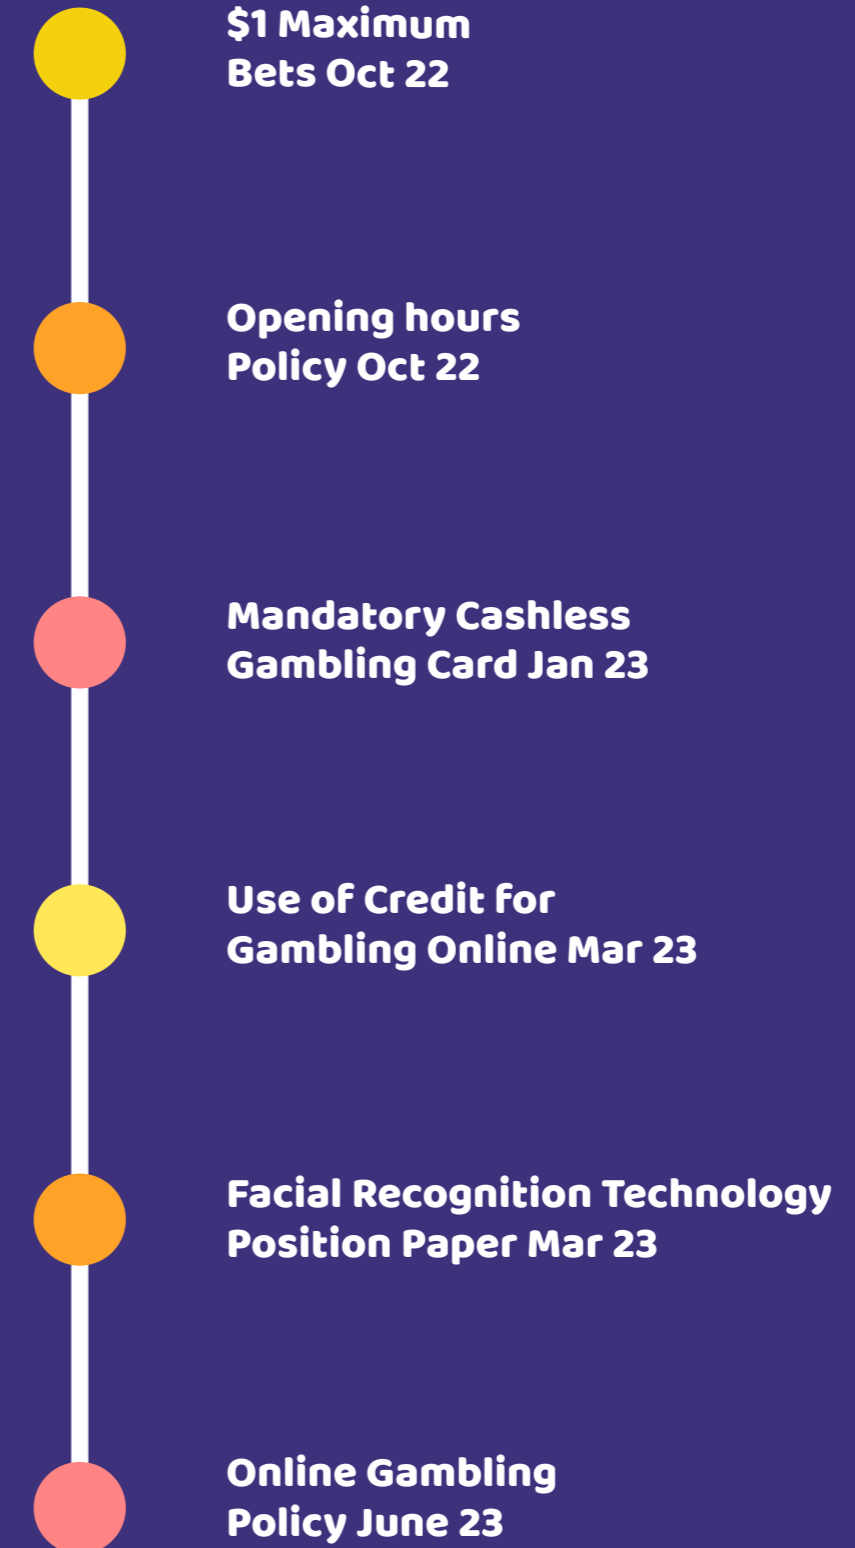 $1 Maximum
Bets Oct 22
Opening hours
Policy Oct 22
Mandatory Cashless
Gambling Card Jan 23
Use of Credit for
Gambling Online Mar 23
Facial Recognition Technology
Position Paper Mar 23
Online Gambling
Policy June 23